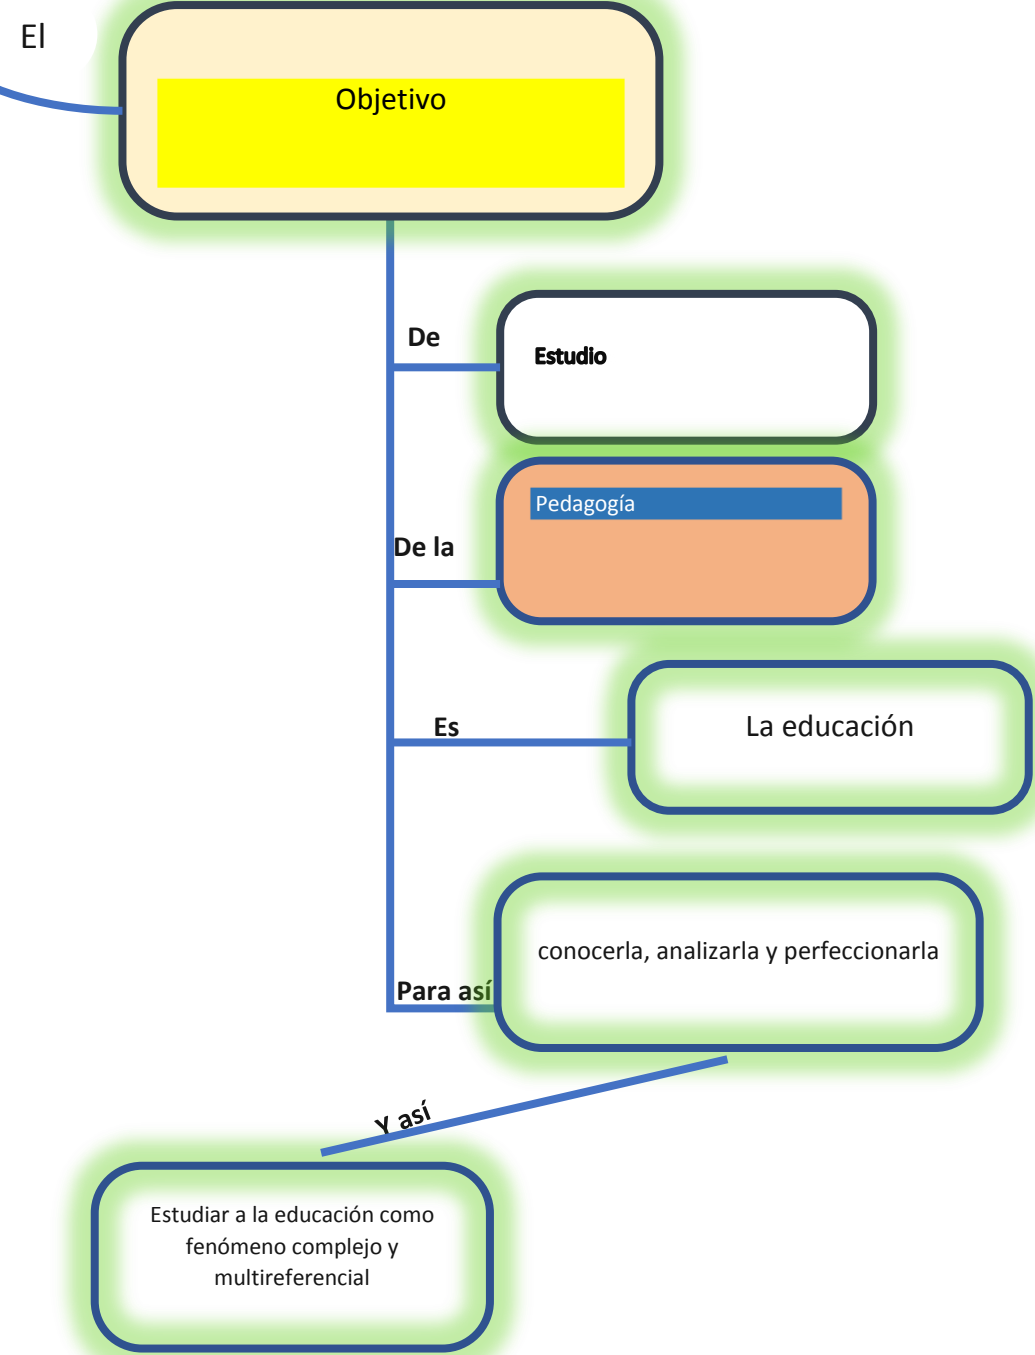 El
Objetivo
De
Estudio
Pedagogía
De la
Es
La educación
conocerla, analizarla y perfeccionarla
Para así
Y así
Estudiar a la educación como
fenómeno complejo y
multireferencial